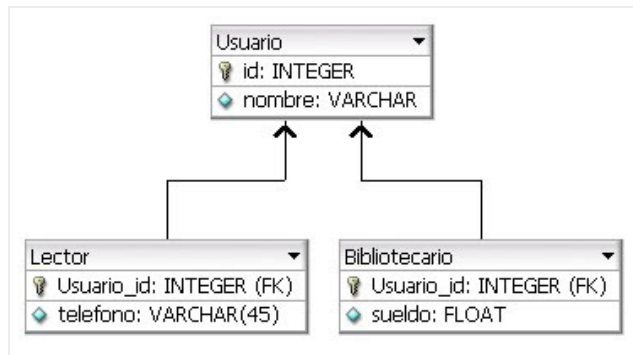 Usuario
id: INTEGER
nombre: VARCHAR
Lector
Usuario_id: INTEGER (FK)
telefono: VARCHAR(45)
Bibliotecario
Usuario_id: INTEGER (FK)
sueldo: FLOAT